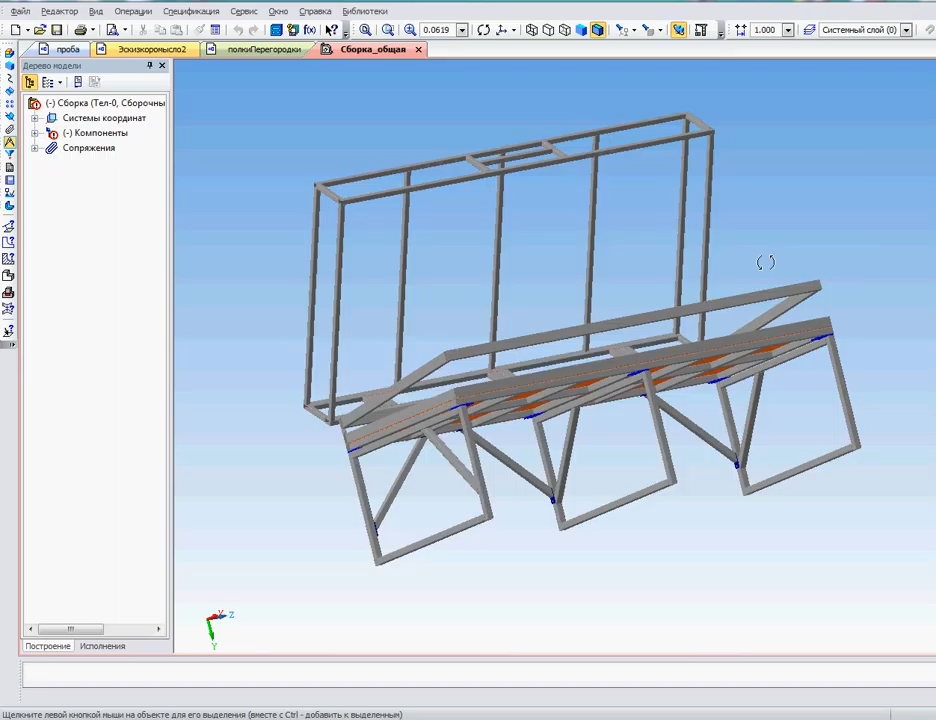 Файл Редактор Вид Операции Спецификация Сервис Окно Справка Библиотеки
f(x) 0.0619 1.000 Системный слой (0)
проба Эскизкоромысло2 полкиПерегородки Сборка_общая
Дерево модели
(-) Сборка (Тел-0, Сборочны
Системы координат
(-) Компоненты
Сопряжения
Z
Y
Построение Исполнения
Щелкните левой кнопкой мыши на объекте для его выделения (вместе с Ctrl - добавить к выделенным)